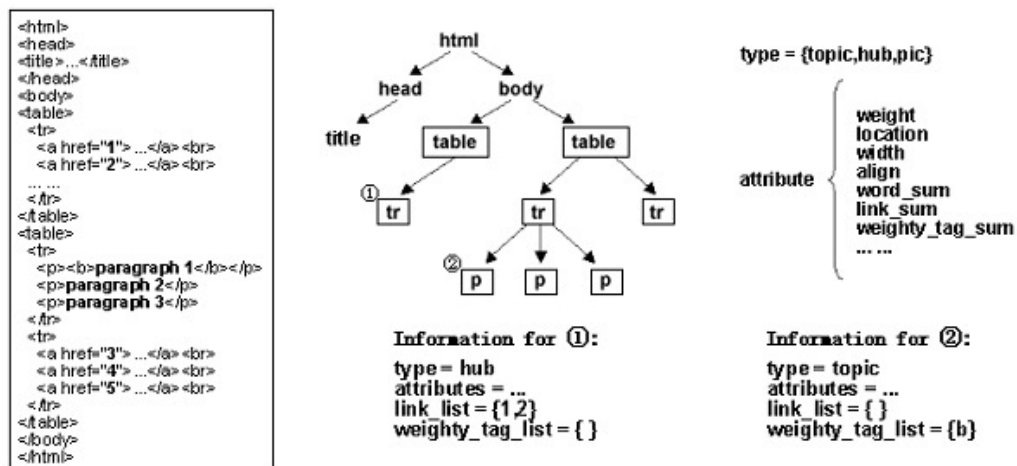 <html>
<head>
<title>...</title>
</head>
<body>
<table>
<tr>
<a href="1"> ...</a><br>
<a href="2"> ...</a><br>
... ...
</tr>
</table>
<table>
<tr>
<p><b>paragraph 1</b></p>
<p>paragraph 2</p>
<p>paragraph 3</p>
</tr>
<tr>
<a href="3"> ...</a><br>
<a href="4"> ...</a><br>
<a href="5"> ...</a><br>
</tr>
</table>
</body>
</html>
html
head body
title table table
① tr tr tr
② p p p
Information for ①:
type = hub
attributes = ...
link_list = {1,2}
weighty_tag_list = { }
type = {topic,hub,pic}
attribute
weight
location
width
align
word_sum
link_sum
weighty_tag_sum
... ...
Information for ②:
type = topic
attributes = ...
link_list = { }
weighty_tag_list = {b}